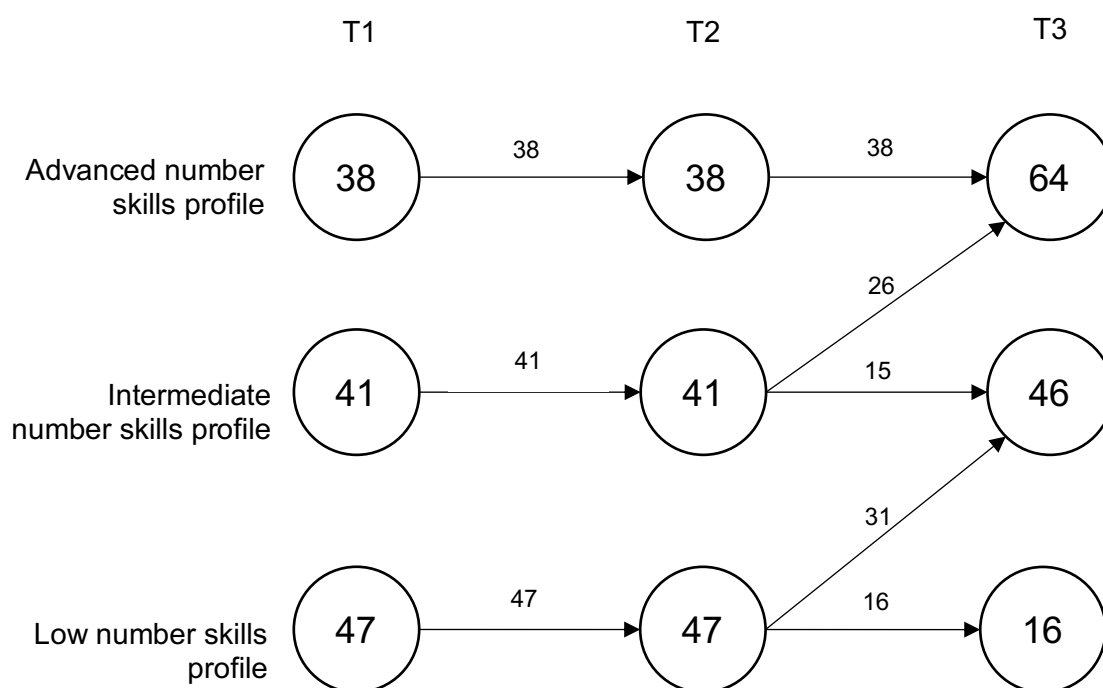 T1 T2 T3
38 38
Advanced number
skills profile
38 38 64
26
41 15
Intermediate
number skills profile
41 41 46
31
47 16
Low number skills
profile
47 47 16